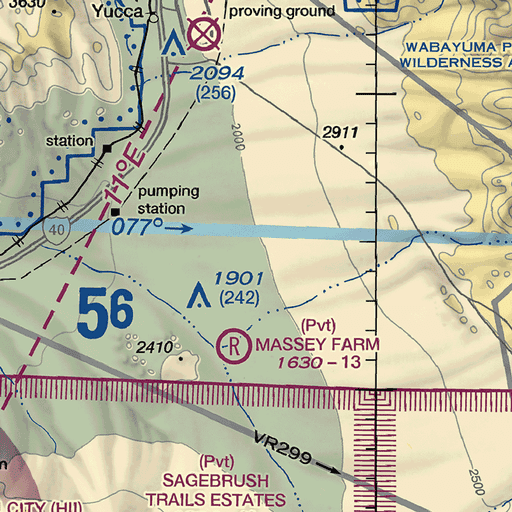 3630
Yucca
proving ground
2094
(256)
WABAYUMA P
WILDERNESS A
2000
2911
station
11°E
pumping
station
40
077°
1901
(242)
56
(Pvt)
R
MASSEY FARM
1630 - 13
2410
VR299
(Pvt)
SAGEBRUSH
TRAILS ESTATES
2500
n
CITY (HII)